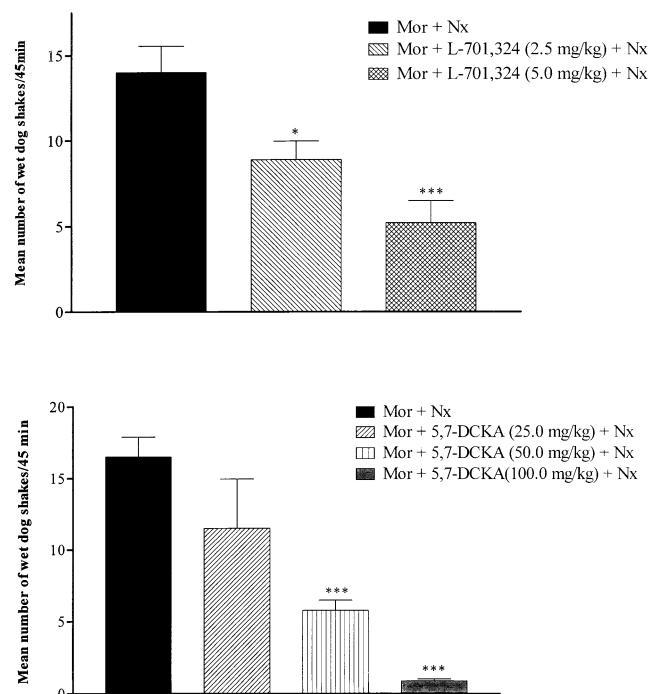 Mor + Nx
Mor + L-701,324 (2.5 mg/kg) + Nx
Mor + L-701,324 (5.0 mg/kg) + Nx
Mean number of wet dog shakes/45min
15
10
5
0
*
***
Mor + Nx
Mor + 5,7-DCKA (25.0 mg/kg) + Nx
Mor + 5,7-DCKA (50.0 mg/kg) + Nx
Mor + 5,7-DCKA(100.0 mg/kg) + Nx
Mean number of wet dog shakes/45 min
20
15
10
5
0
***
***